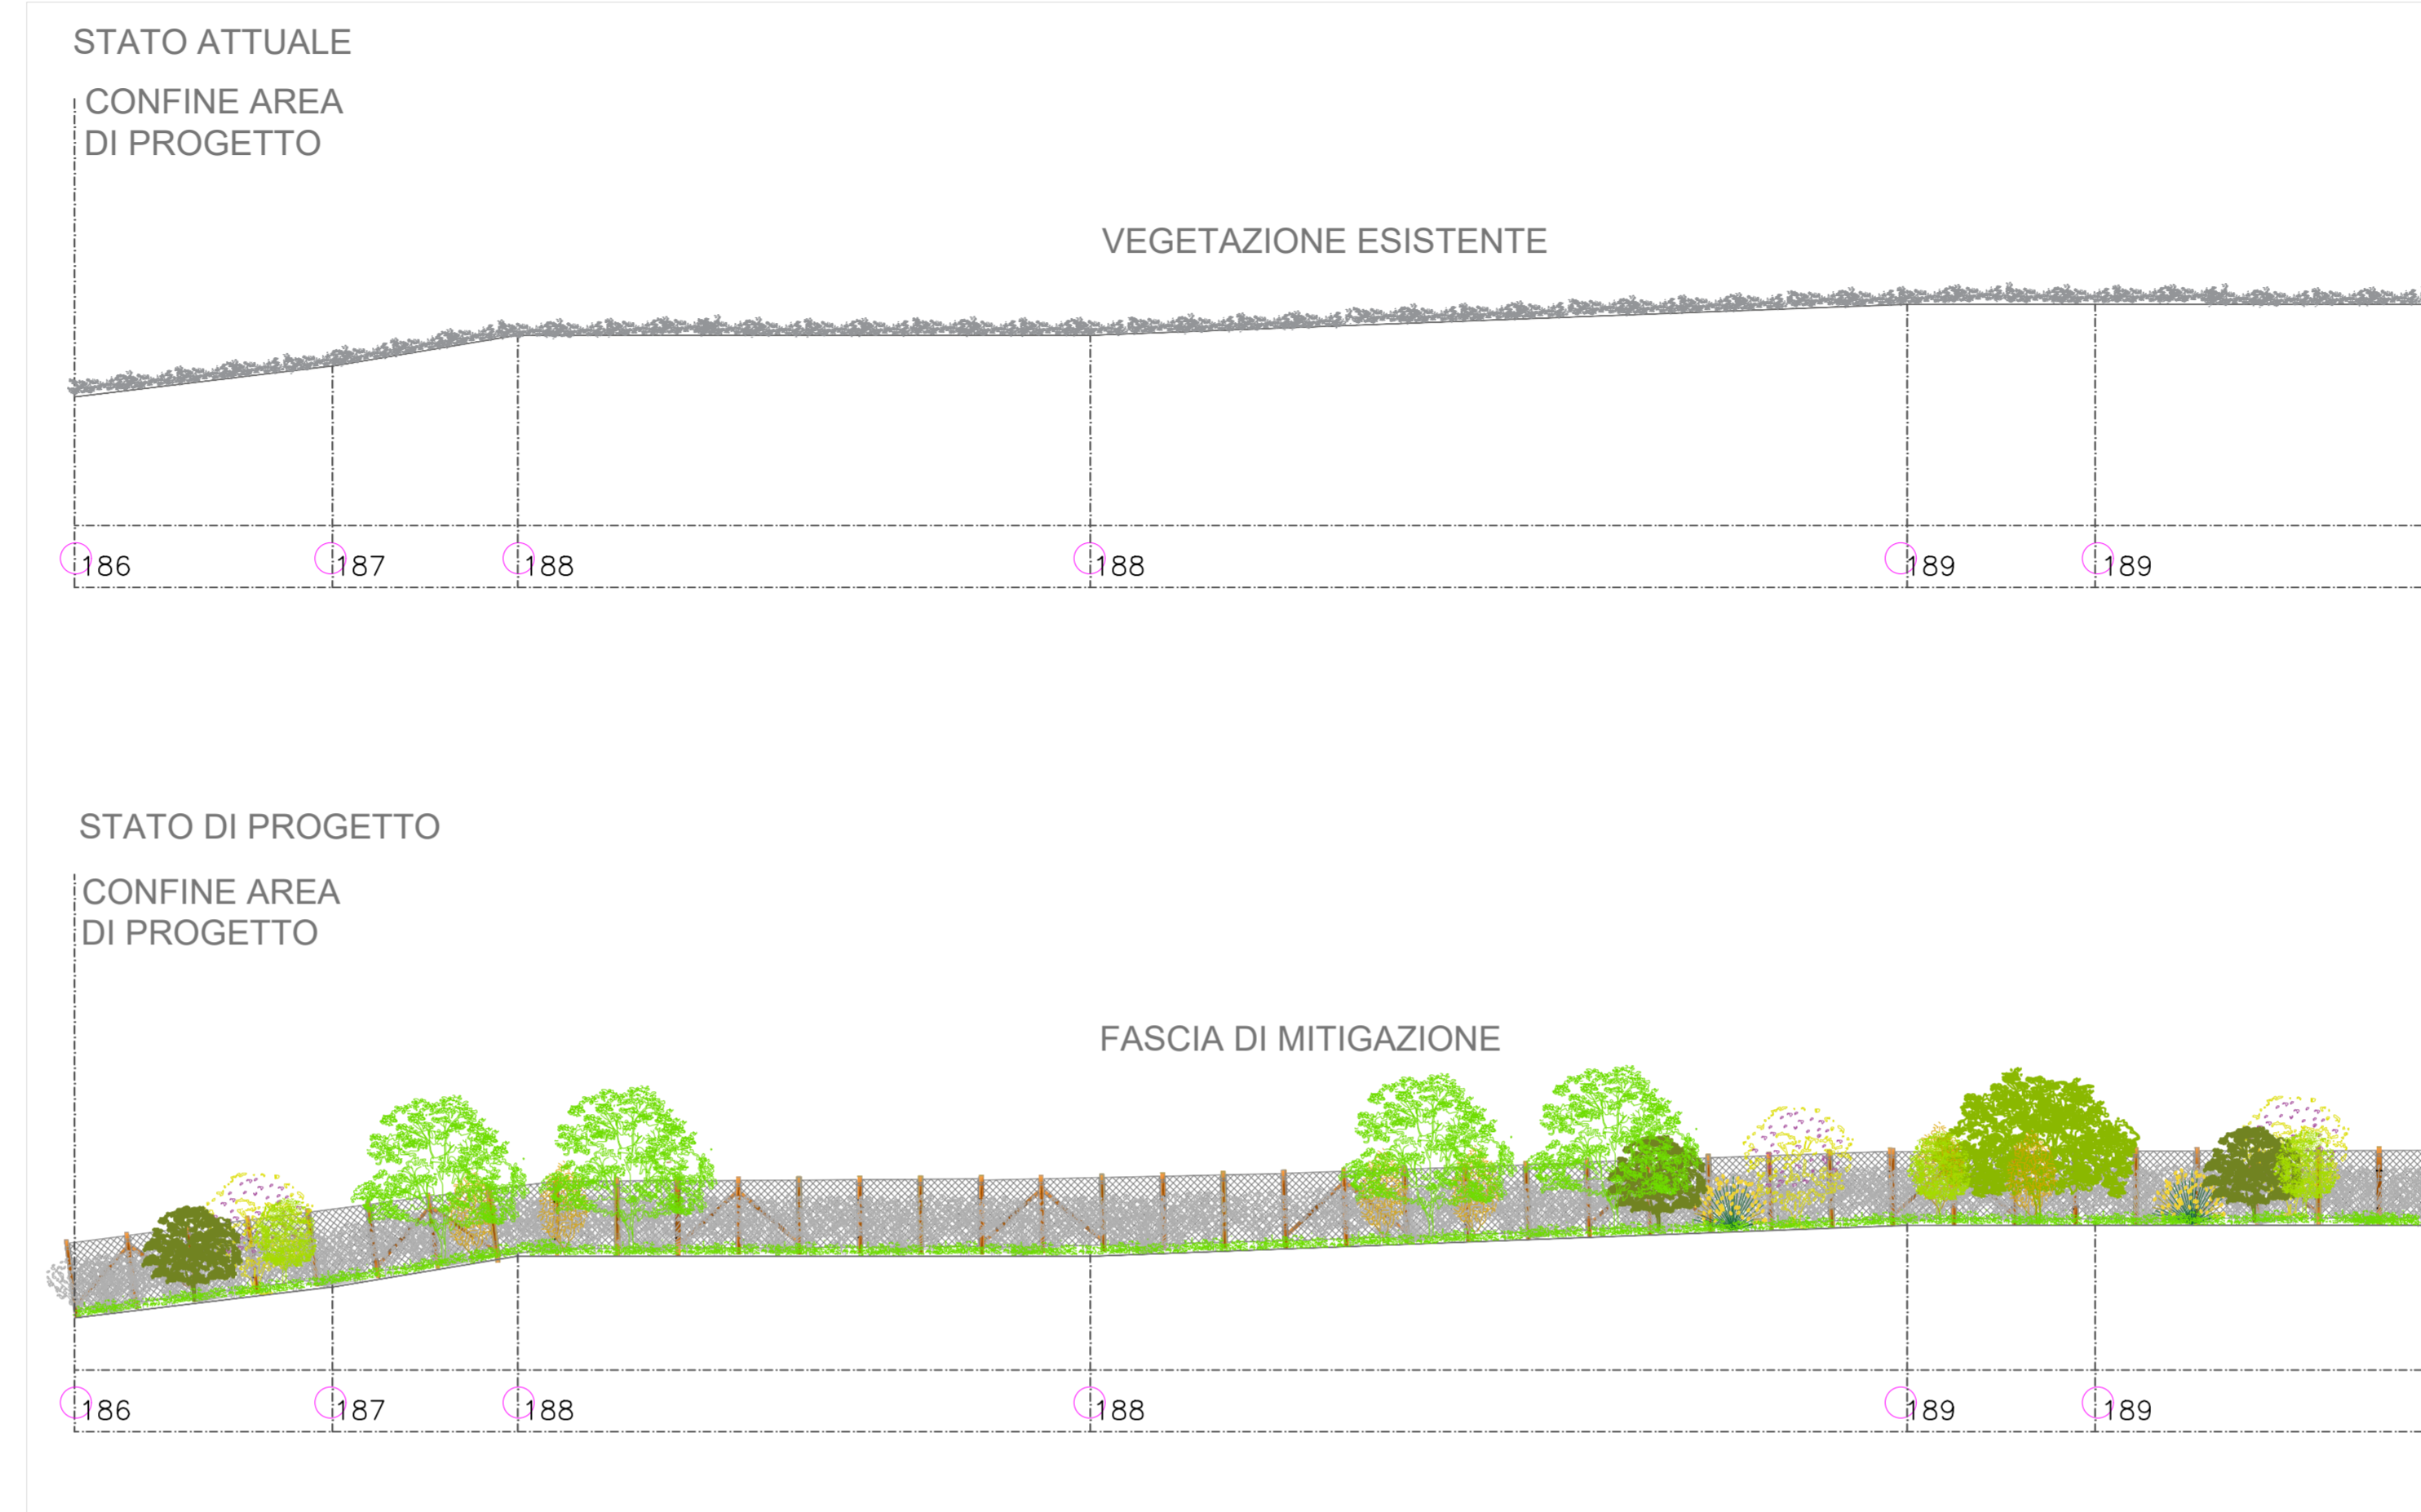 STATO ATTUALE
CONFINE AREA
DI PROGETTO
VEGETAZIONE ESISTENTE
186 187 188 188 189 189
STATO DI PROGETTO
CONFINE AREA
DI PROGETTO
FASCIA DI MITIGAZIONE
186 187 188 188 189 189